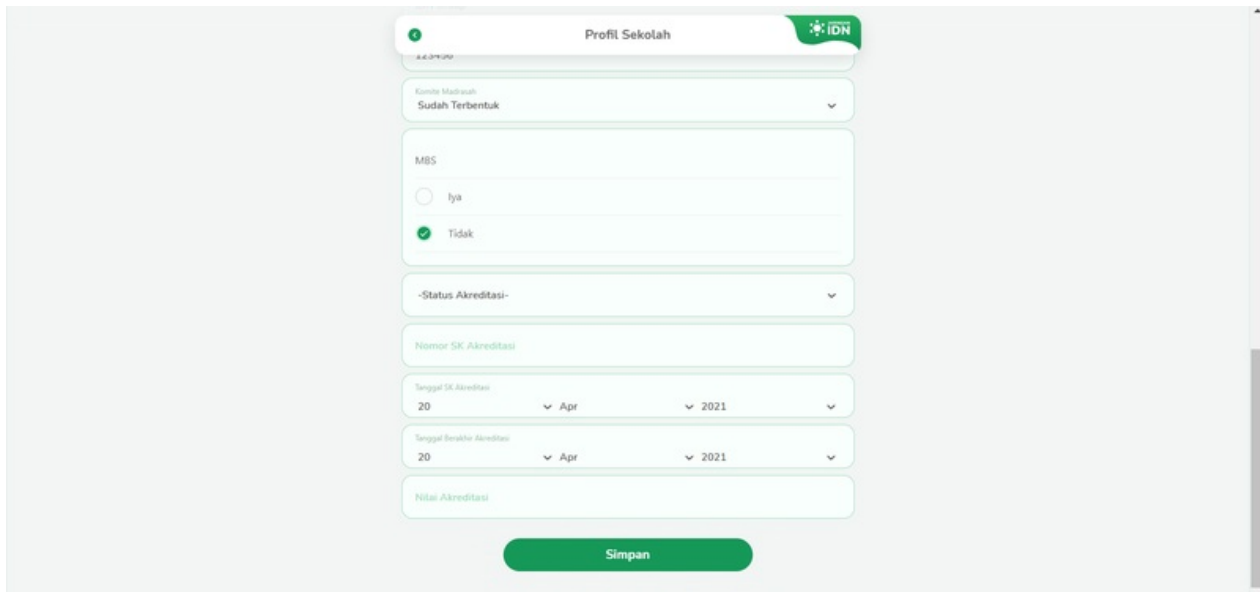 Profil Sekolah
IDN
123456
Komite Madrasah
Sudah Terbentuk
MBS
Iya
Tidak
-Status Akreditasi-
Nomor SK Akreditasi
Tanggal SK Akreditasi
20 Apr 2021
Tanggal Berakhir Akreditasi
20 Apr 2021
Nilai Akreditasi
Simpan